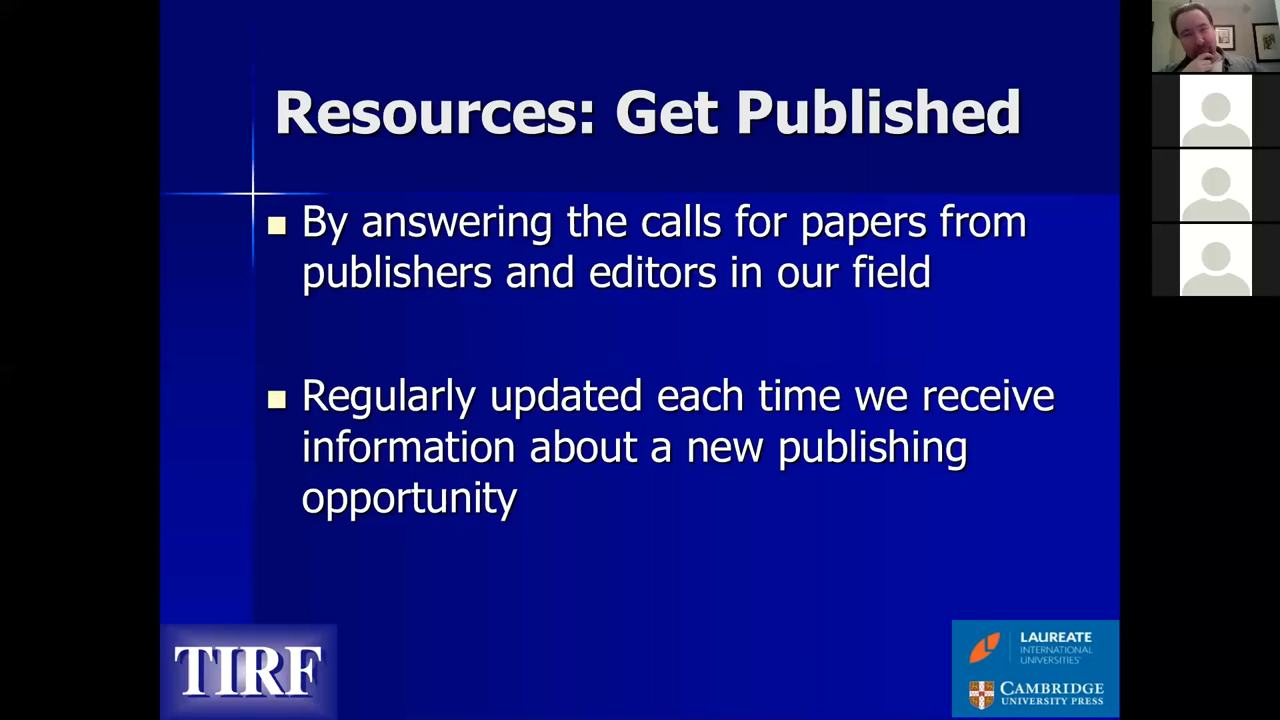 Resources: Get Published
By answering the calls for papers from
publishers and editors in our field
Regularly updated each time we receive
information about a new publishing
opportunity
TIRF
LAUREATE
INTERNATIONAL
UNIVERSITIES
CAMBRIDGE
UNIVERSITY PRESS